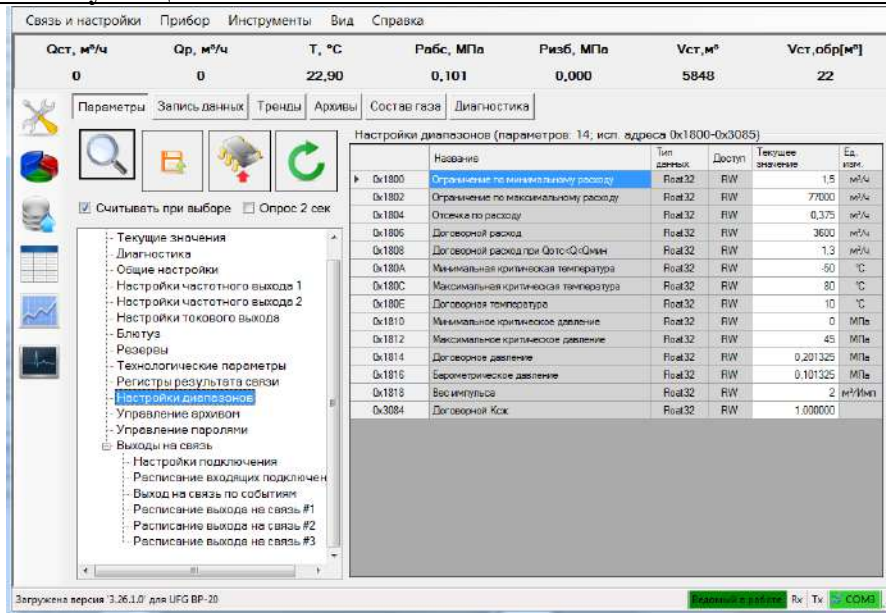 Связь и настройки Прибор Инструменты Вид Справка
Qст, м³/ч Qр, м³/ч T, °C Pабс, МПа Pизб, МПа Vст,м³ Vст,обр[м³]
0 0 22,90 0,101 0,000 5848 22
Параметры Запись данных Тренды Архивы Состав газа Диагностика
Настройки диапазонов (параметров: 14; исп. адреса 0x1800-0x3085)
Название Тип данных Доступ Текущее значение Ед. изм.
0x1800 Ограничение по минимальному расходу Float32 RW 1,5 м³/ч
0x1802 Ограничение по максимальному расходу Float32 RW 77000 м³/ч
0x1804 Отсечка по расходу Float32 RW 0,375 м³/ч
0x1806 Договорной расход Float32 RW 3600 м³/ч
0x1808 Договорной расход при Qотс<Q<Qмин Float32 RW 1,3 м³/ч
0x180A Минимальная критическая температура Float32 RW -50 °C
0x180C Максимальная критическая температура Float32 RW 80 °C
0x180E Договорная температура Float32 RW 10 °C
0x1810 Минимальное критическое давление Float32 RW 0 МПа
0x1812 Максимальное критическое давление Float32 RW 45 МПа
0x1814 Договорное давление Float32 RW 0,201325 МПа
0x1816 Барометрическое давление Float32 RW 0,101325 МПа
0x1818 Вес импульса Float32 RW 2 м³/Имп
0x3084 Договорной Ксж Float32 RW 1.000000
Считывать при выборе Опрос 2 сек
Текущие значения
Диагностика
Общие настройки
Настройки частотного выхода 1
Настройки частотного выхода 2
Настройки токового выхода
Блютуз
Резервы
Технологические параметры
Регистры результата связи
Настройки диапазонов
Управление архивом
Управление паролями
Выходы на связь
Настройки подключения
Расписание входящих подключен
Выход на связь по событиям
Расписание выхода на связь #1
Расписание выхода на связь #2
Расписание выхода на связь #3
Загружена версия '3.26.1.0' для UFG BP-20 Ведомый в работе Rx Tx COM3